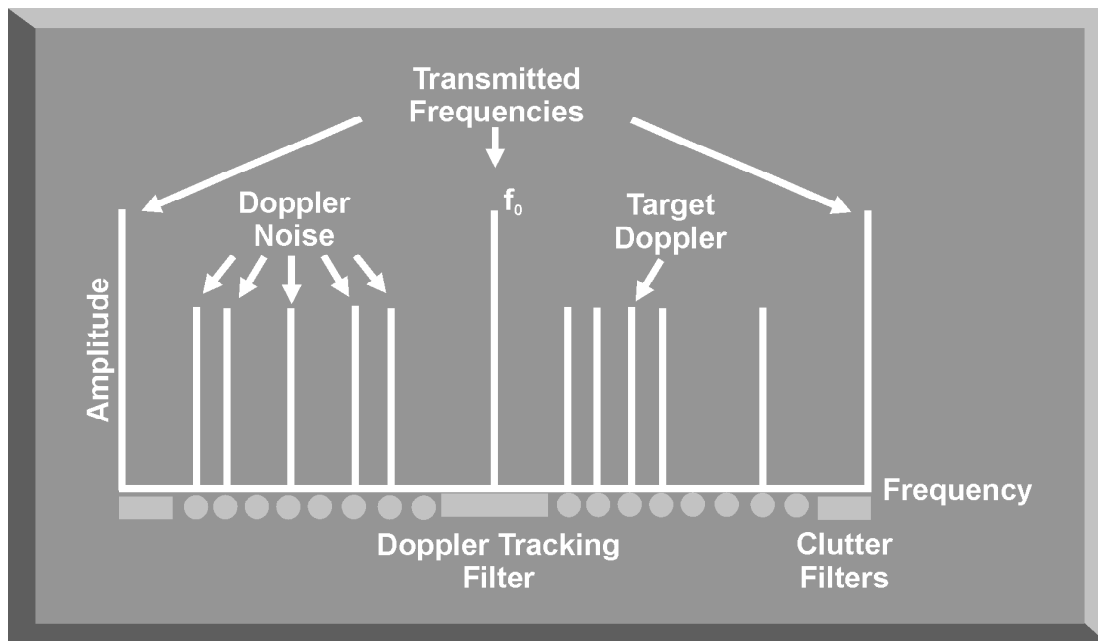 Transmitted
Frequencies
f₀
Doppler
Noise
Target
Doppler
Amplitude
Frequency
Doppler Tracking
Filter
Clutter
Filters